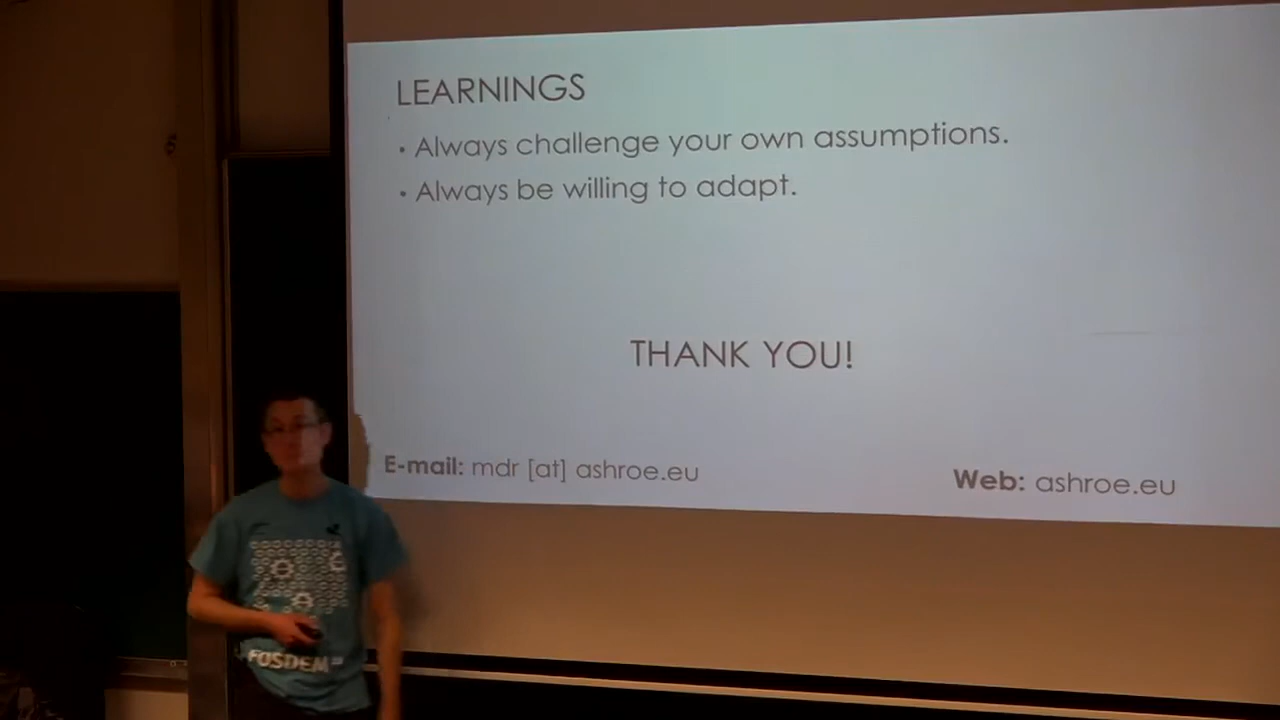 LEARNINGS
• Always challenge your own assumptions.
• Always be willing to adapt.
THANK YOU!
E-mail: mdr [at] ashroe.eu
Web: ashroe.eu
FOSDEM